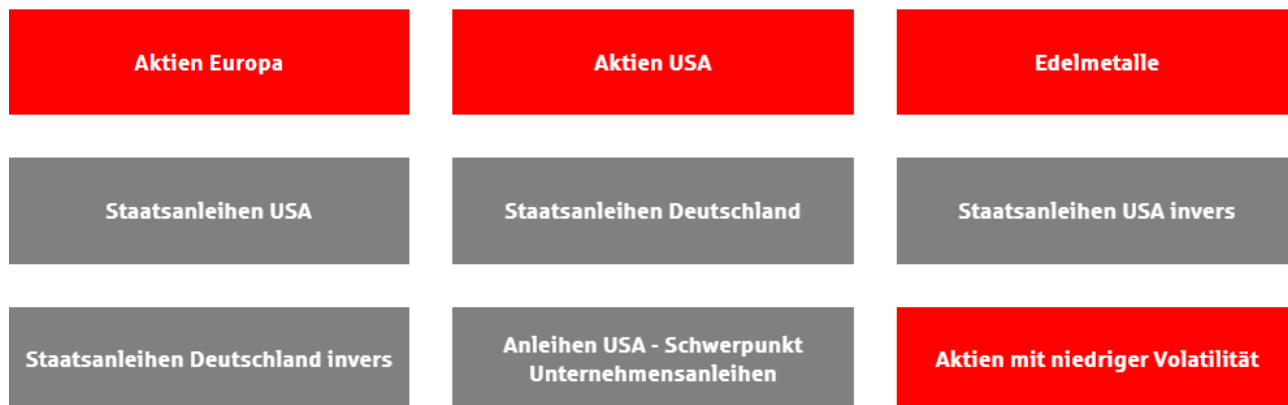 Aktien Europa
Aktien USA
Edelmetalle
Staatsanleihen USA
Staatsanleihen Deutschland
Staatsanleihen USA invers
Staatsanleihen Deutschland invers
Anleihen USA - Schwerpunkt
Unternehmensanleihen
Aktien mit niedriger Volatilität